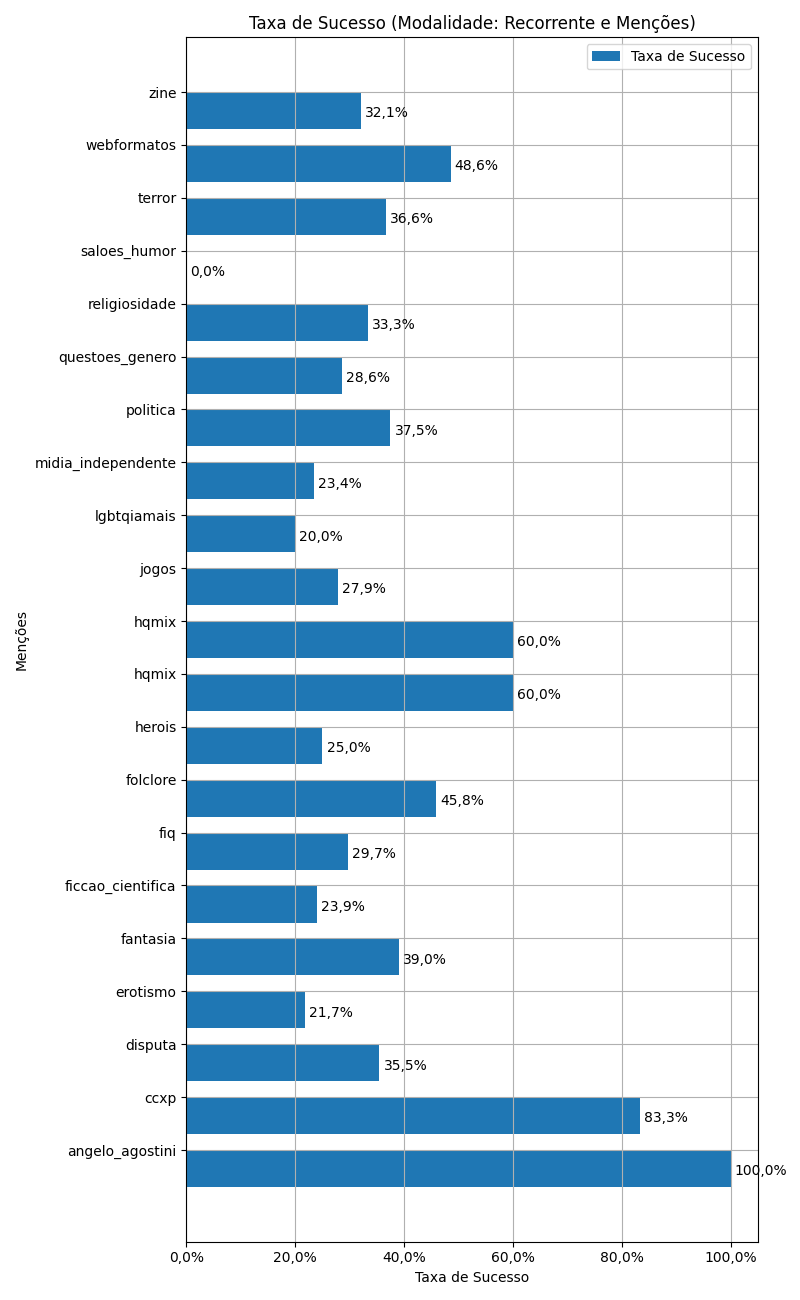 Taxa de Sucesso (Modalidade: Recorrente e Menções)
Taxa de Sucesso
zine 32,1%
webformatos 48,6%
terror 36,6%
saloes_humor 0,0%
religiosidade 33,3%
questoes_genero 28,6%
politica 37,5%
midia_independente 23,4%
lgbtqiamais 20,0%
jogos 27,9%
hqmix 60,0%
hqmix 60,0%
herois 25,0%
folclore 45,8%
fiq 29,7%
ficcao_cientifica 23,9%
fantasia 39,0%
erotismo 21,7%
disputa 35,5%
ccxp 83,3%
angelo_agostini 100,0%
Menções
0,0% 20,0% 40,0% 60,0% 80,0% 100,0%
Taxa de Sucesso